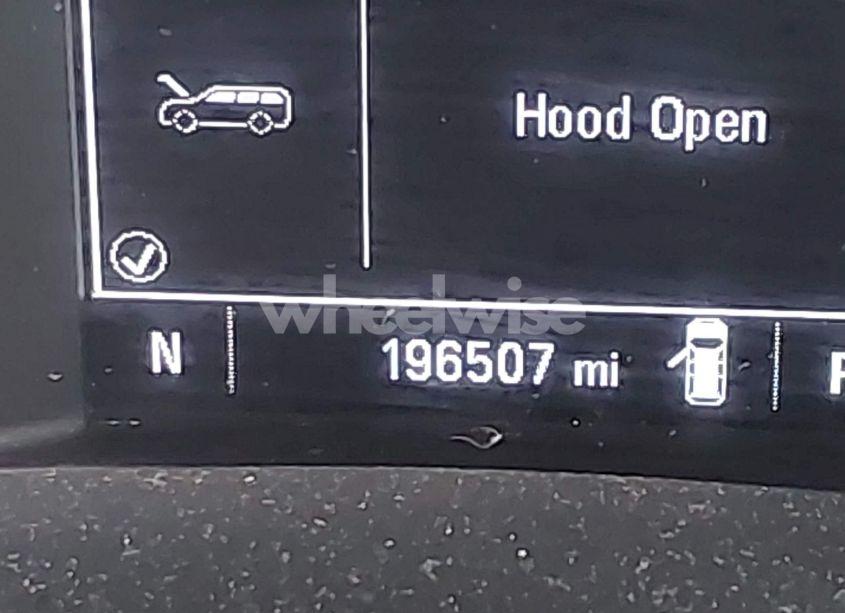 Hood Open
wheelwise
N 196507 mi P